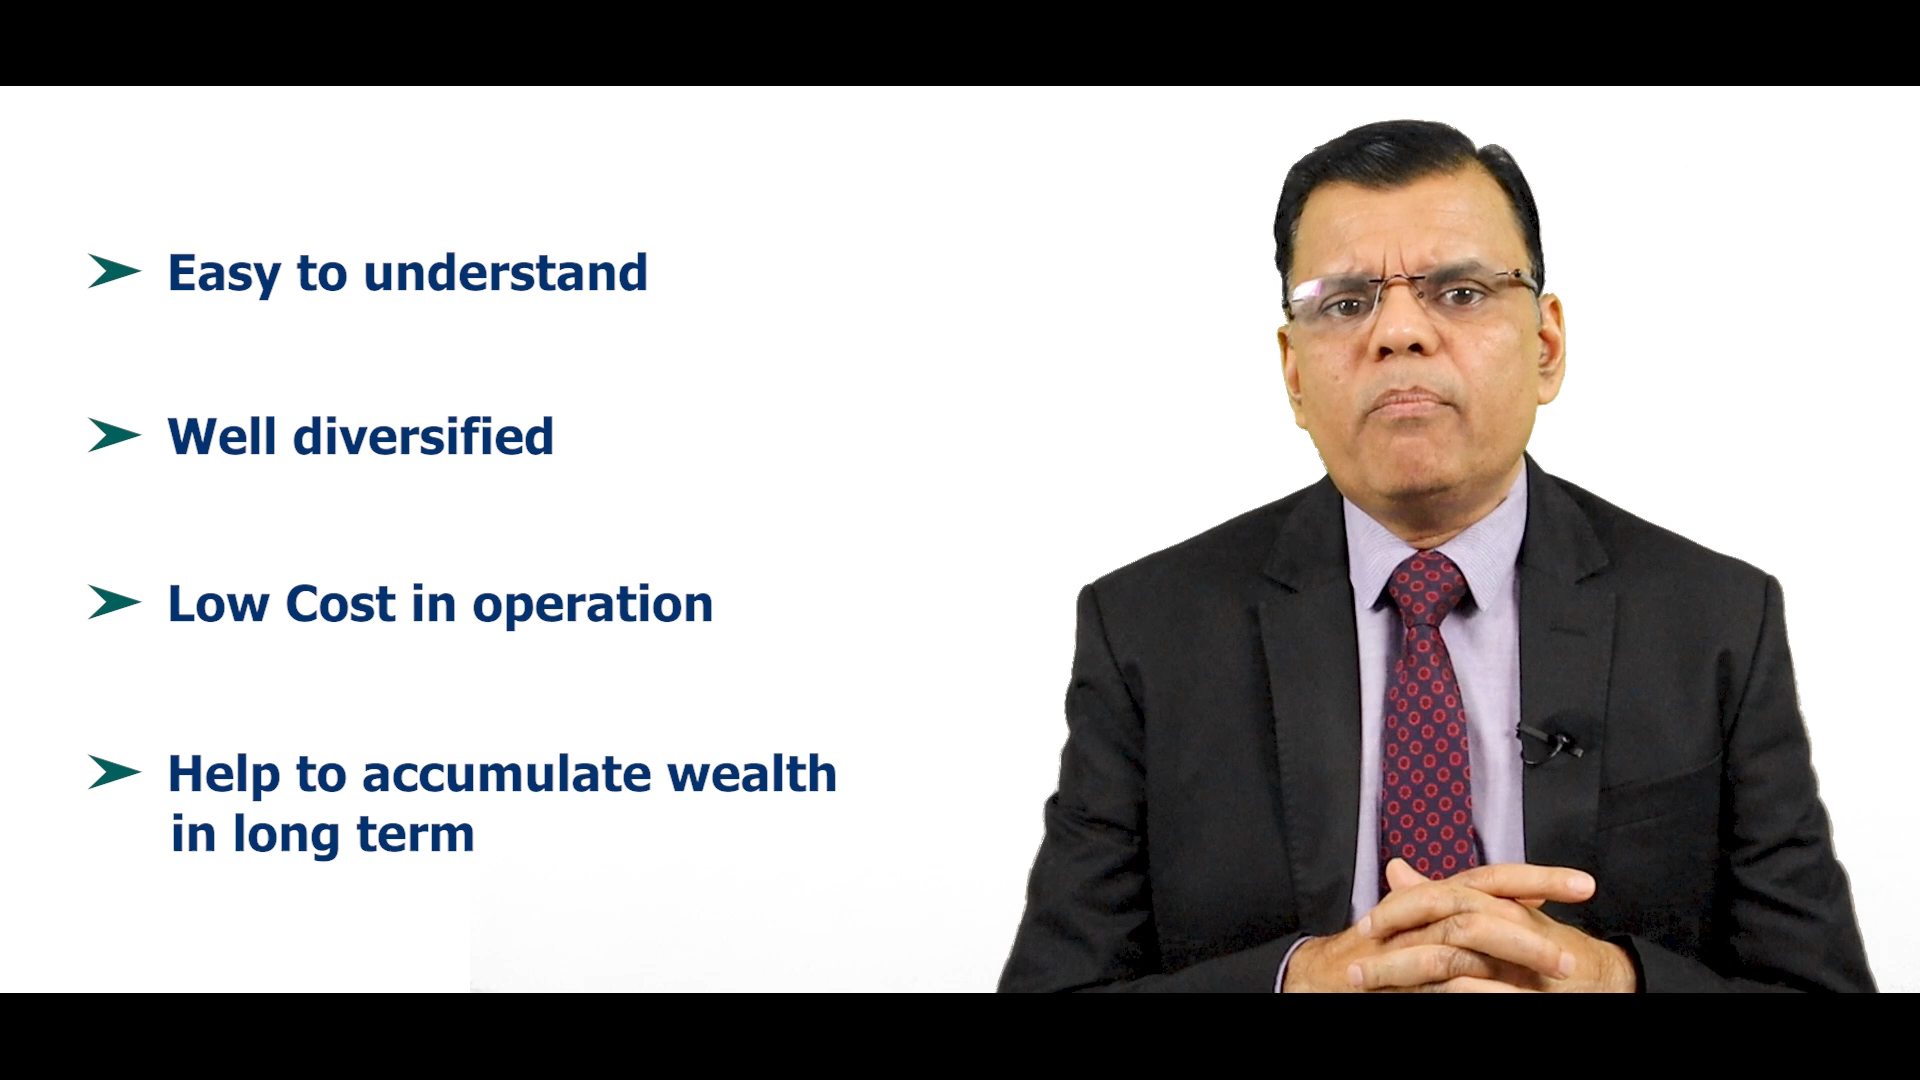 Easy to understand
Well diversified
Low Cost in operation
Help to accumulate wealth
in long term